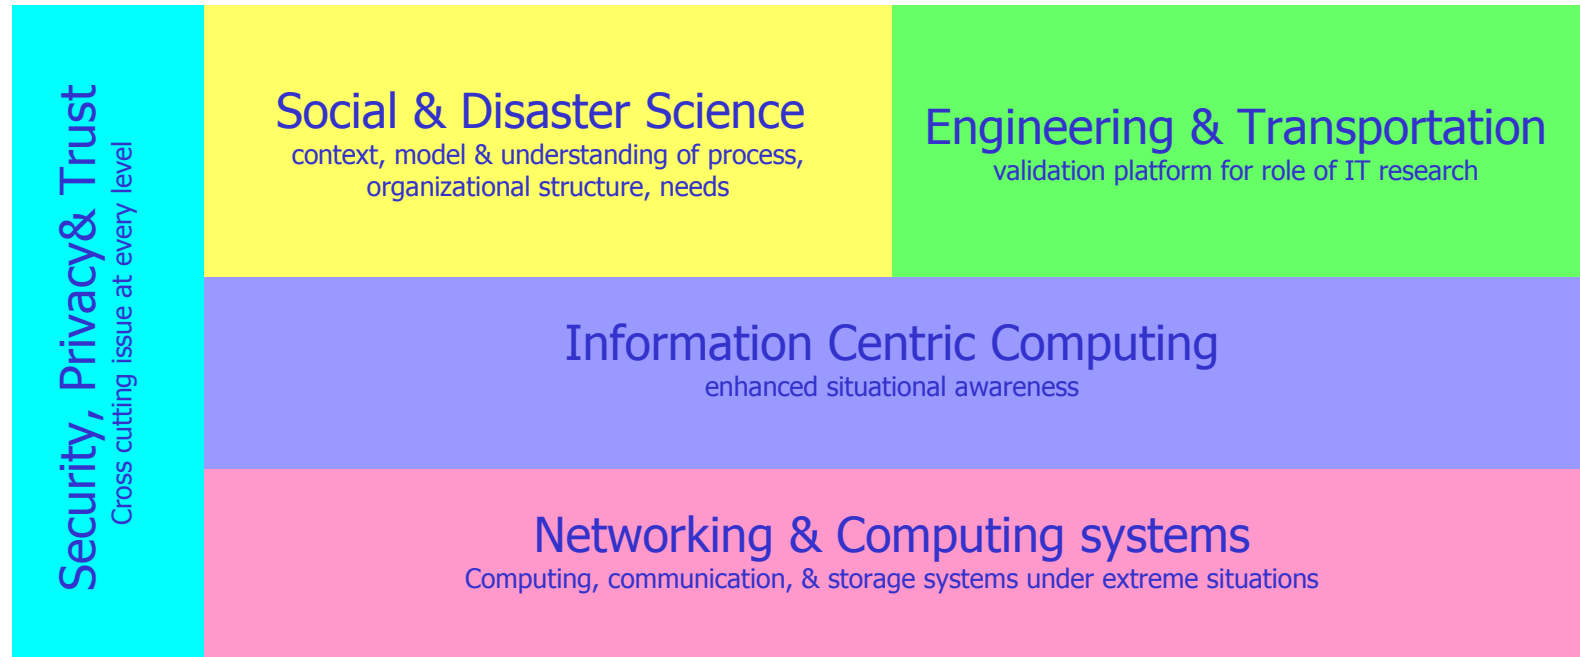 Security, Privacy& Trust
Cross cutting issue at every level
Social & Disaster Science
context, model & understanding of process,
organizational structure, needs
Engineering & Transportation
validation platform for role of IT research
Information Centric Computing
enhanced situational awareness
Networking & Computing systems
Computing, communication, & storage systems under extreme situations